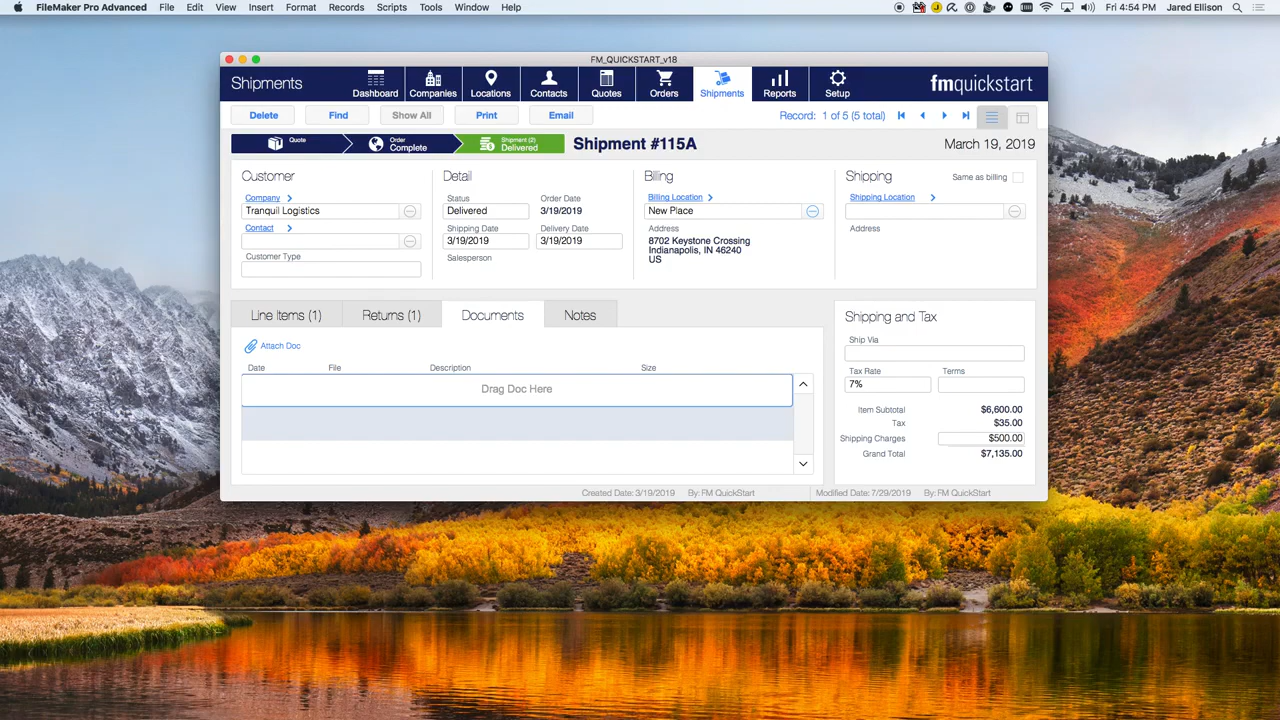 FileMaker Pro Advanced File Edit View Insert Format Records Scripts Tools Window Help Fri 4:54 PM Jared Ellison
FM_QUICKSTART_v18
Shipments Dashboard Companies Locations Contacts Quotes Orders Shipments Reports Setup fmquickstart
Delete Find Show All Print Email Record: 1 of 5 (5 total)
Quote Order Complete Shipment (2) Delivered Shipment #115A March 19, 2019
Customer Detail Billing Shipping Same as billing
Company Status Order Date Billing Location Shipping Location
Tranquil Logistics Delivered 3/19/2019 New Place
Contact Shipping Date Delivery Date Address Address
3/19/2019 3/19/2019 8702 Keystone Crossing
Indianapolis, IN 46240
Customer Type Salesperson US
Line Items (1) Returns (1) Documents Notes Shipping and Tax
Attach Doc Ship Via
Date File Description Size Tax Rate Terms
Drag Doc Here 7%
Item Subtotal $6,600.00
Tax $35.00
Shipping Charges $500.00
Grand Total $7,135.00
Created Date: 3/19/2019 By: FM QuickStart Modified Date: 7/29/2019 By: FM QuickStart